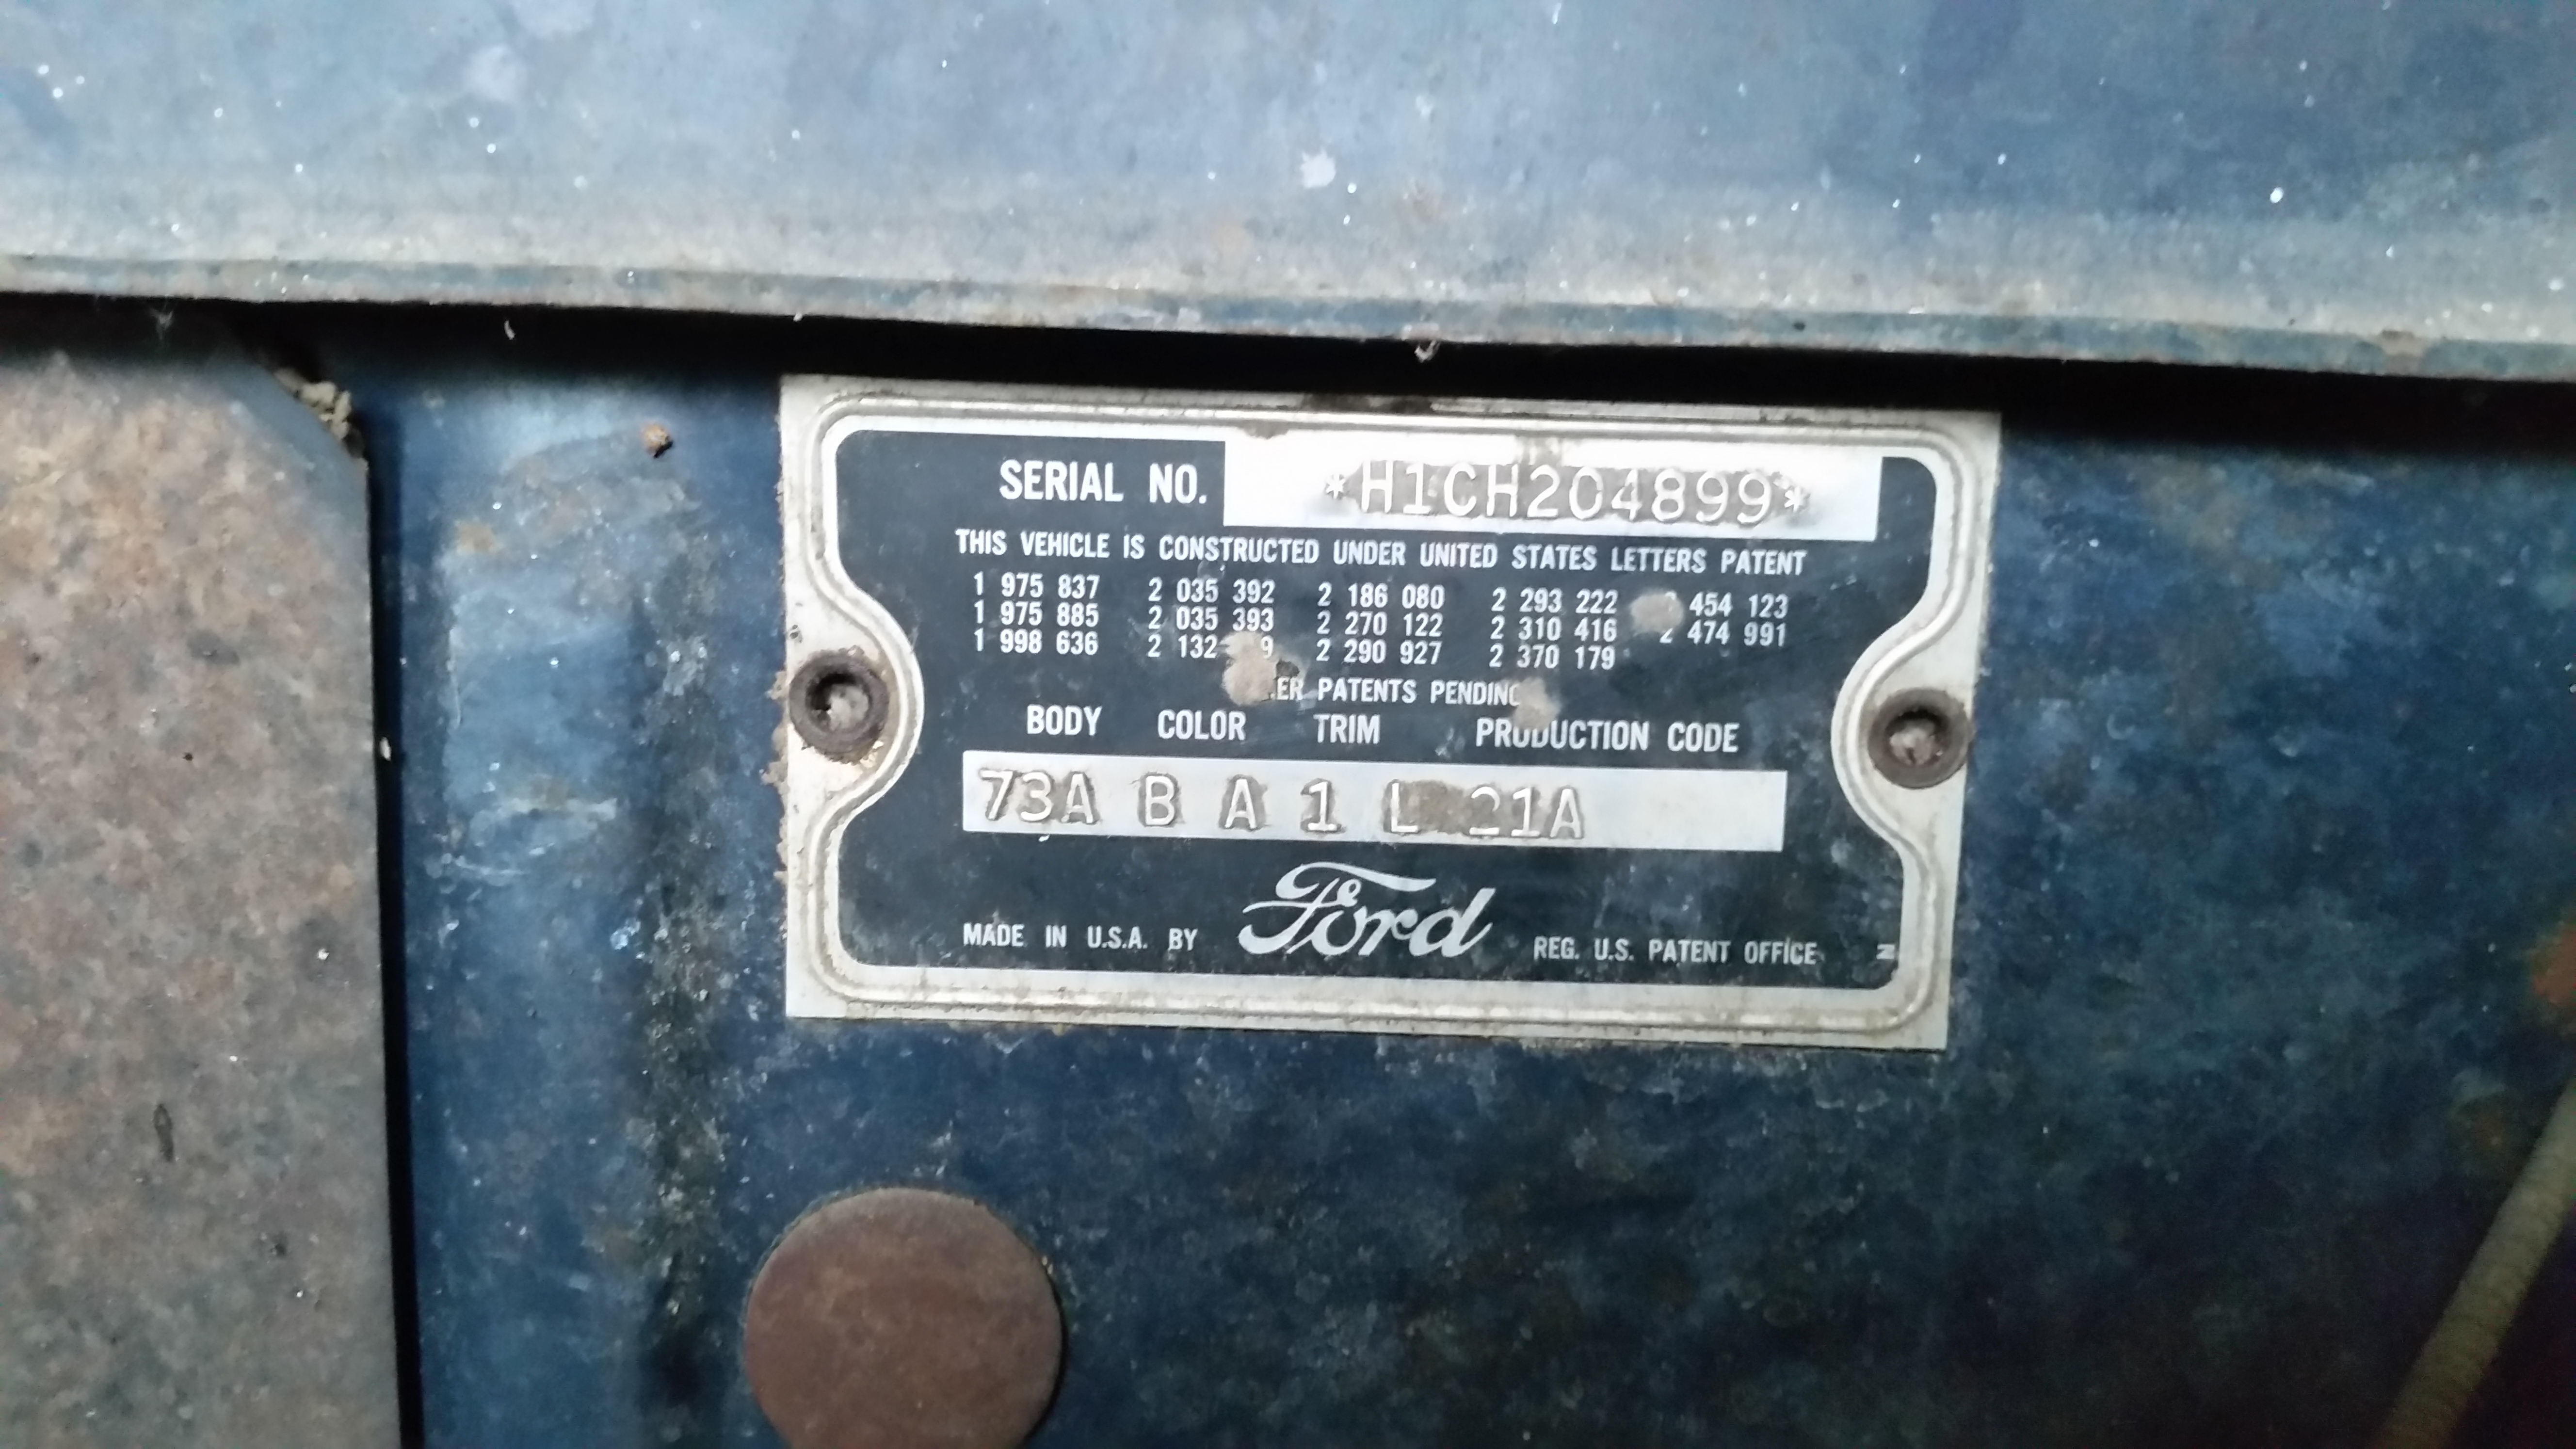 SERIAL NO. *H1CH204899*
THIS VEHICLE IS CONSTRUCTED UNDER UNITED STATES LETTERS PATENT
1 975 837 2 035 392 2 186 080 2 293 222 454 123
1 975 885 2 035 393 2 270 122 2 310 416 2 474 991
1 998 636 2 132 2 290 927 2 370 179
PATENTS PENDING
BODY COLOR TRIM PRODUCTION CODE
73A B A 1 L 21A
MADE IN U.S.A. BY Ford REG. U.S. PATENT OFFICE
N